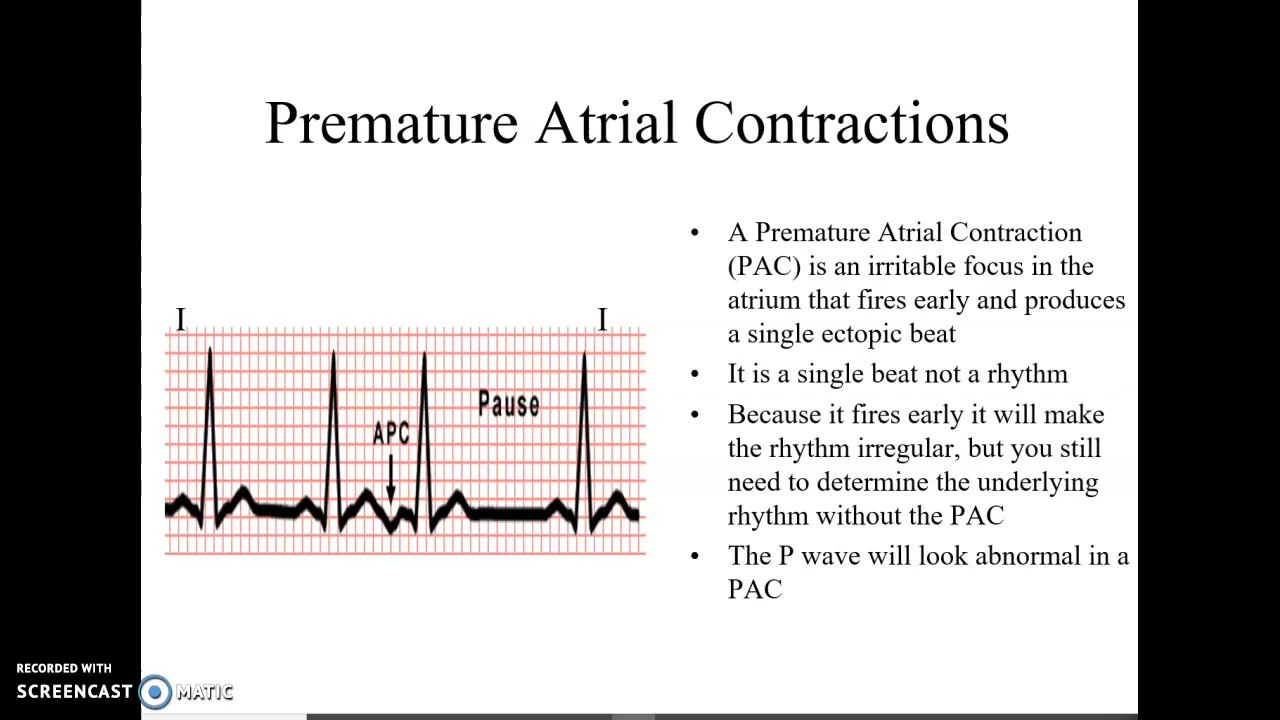 Premature Atrial Contractions
I I
APC
Pause
• A Premature Atrial Contraction
(PAC) is an irritable focus in the
atrium that fires early and produces
a single ectopic beat
• It is a single beat not a rhythm
• Because it fires early it will make
the rhythm irregular, but you still
need to determine the underlying
rhythm without the PAC
• The P wave will look abnormal in a
PAC
RECORDED WITH
SCREENCAST MATIC